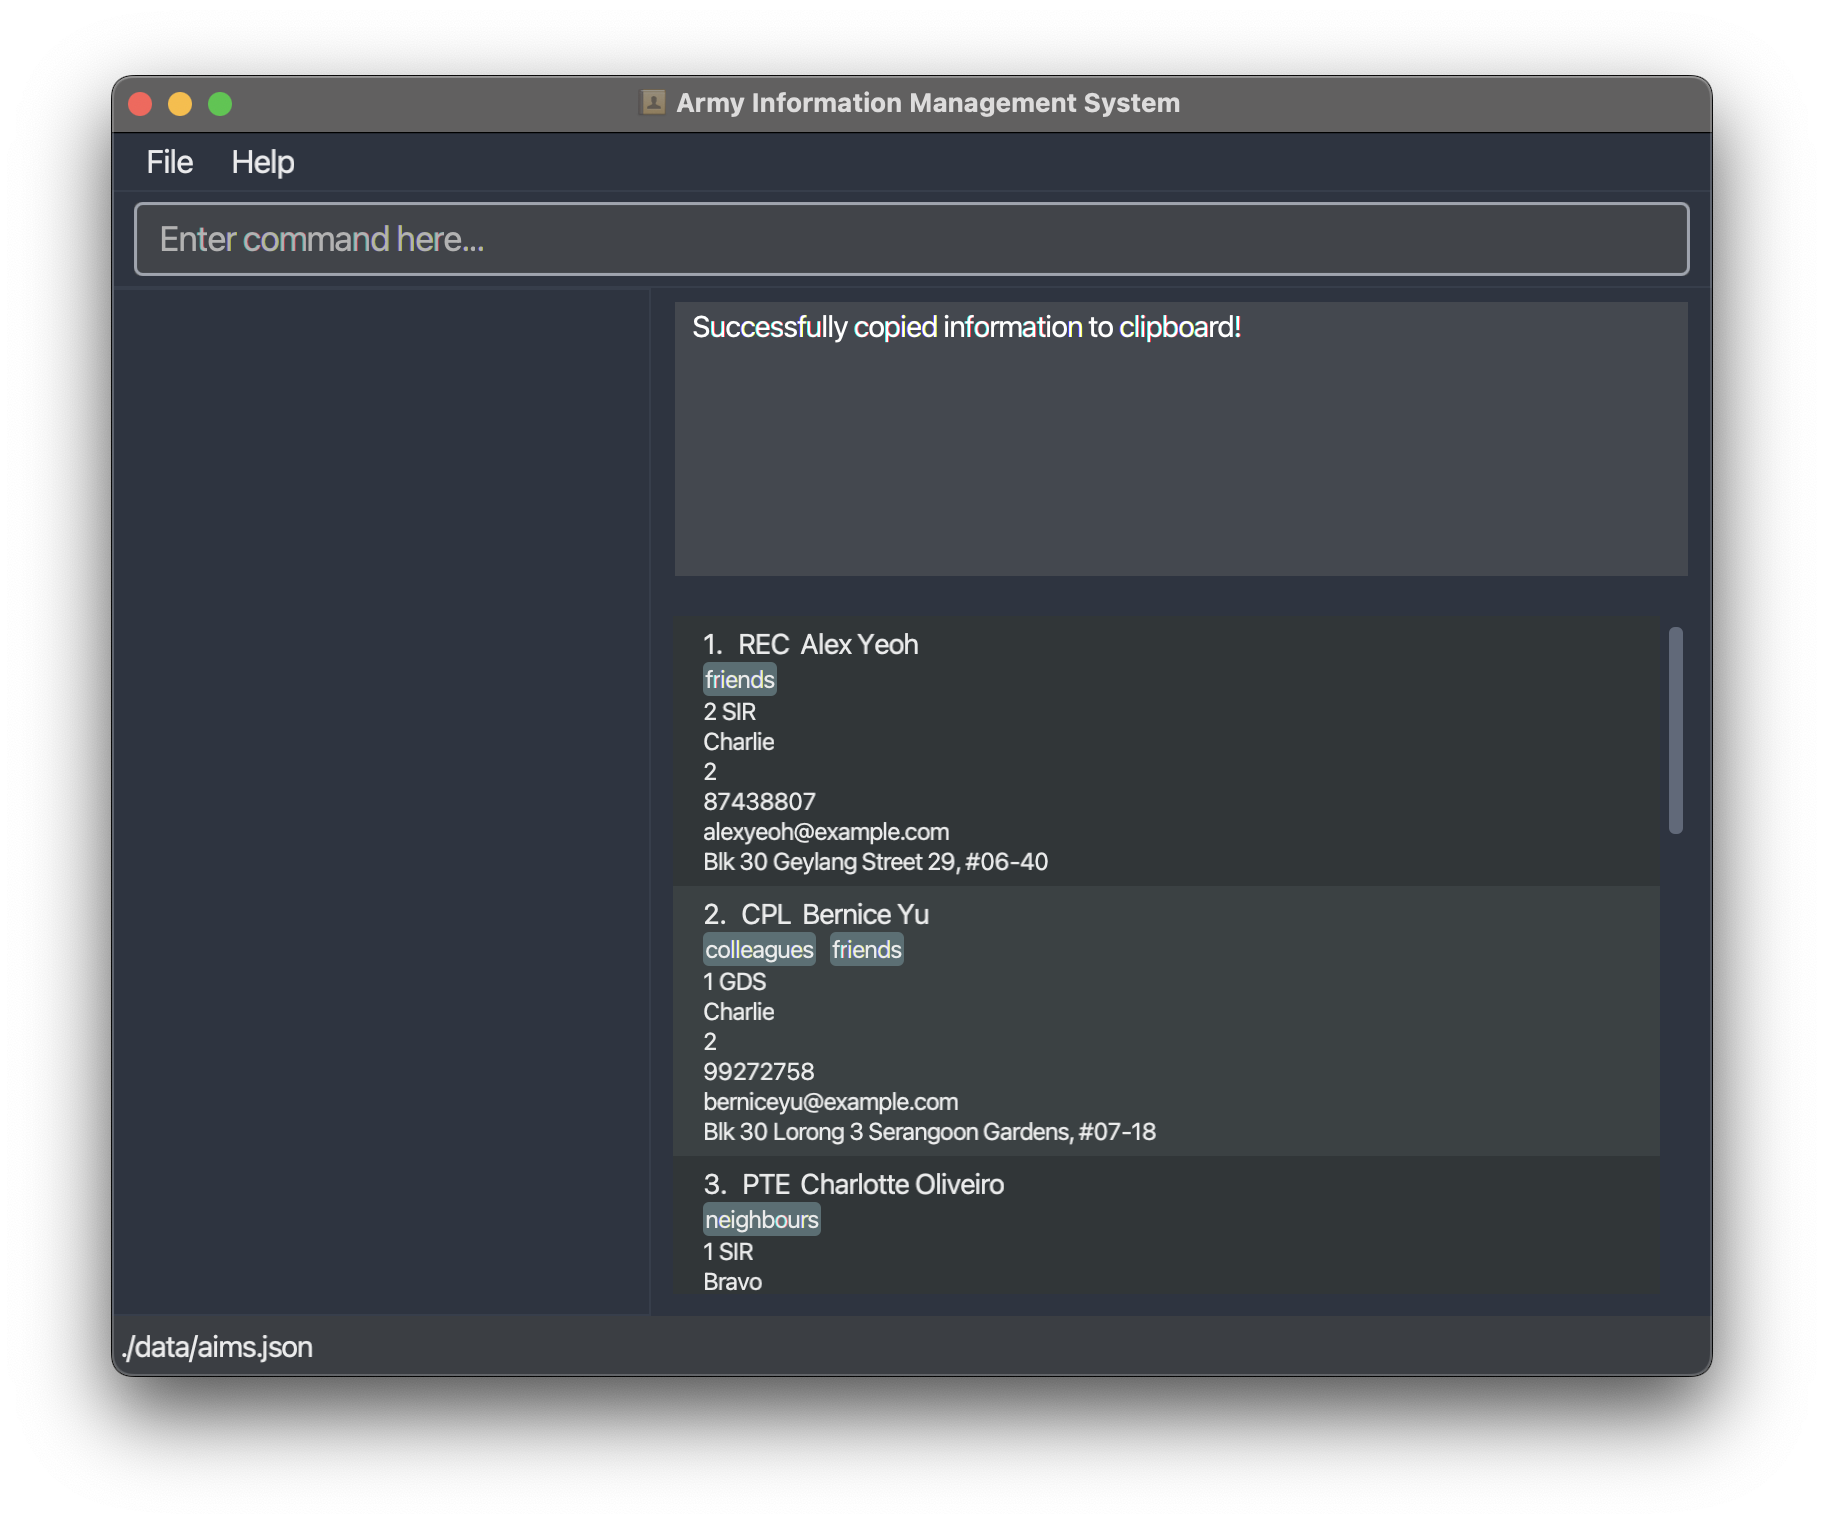 Army Information Management System
File Help
Enter command here...
Successfully copied information to clipboard!
1. REC Alex Yeoh
friends
2 SIR
Charlie
2
87438807
alexyeoh@example.com
Blk 30 Geylang Street 29, #06-40
2. CPL Bernice Yu
colleagues friends
1 GDS
Charlie
2
99272758
berniceyu@example.com
Blk 30 Lorong 3 Serangoon Gardens, #07-18
3. PTE Charlotte Oliveiro
neighbours
1 SIR
Bravo
./data/aims.json